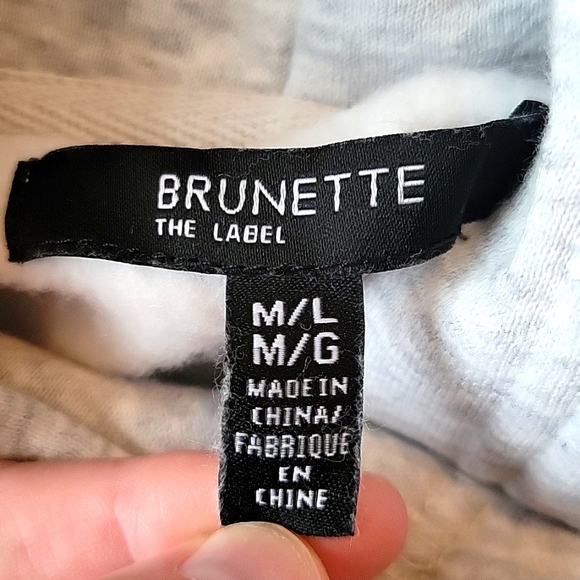 BRUNETTE
THE LABEL
M/L
M/G
MADE IN
CHINA/
FABRIQUE
EN
CHINE